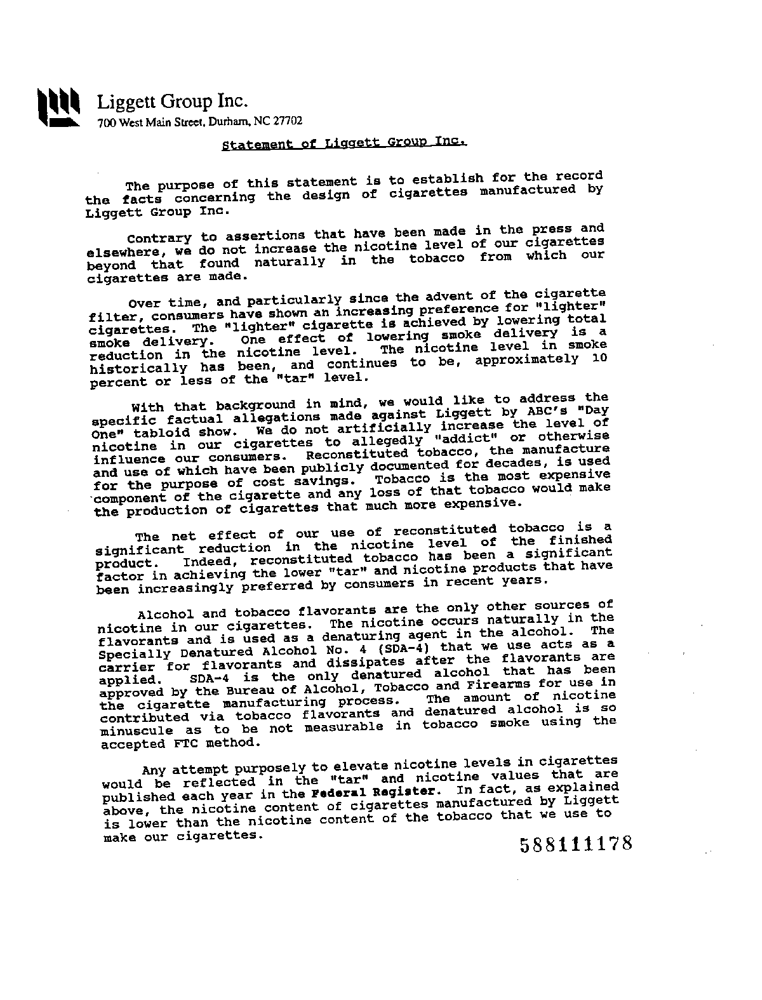 Liggett Group Inc.
700 West Main Street, Durham, NC 27702
Statement of Liggett Group Inc.
The purpose of this statement is to establish for the record
the facts concerning the design of cigarettes manufactured by
Liggett Group Inc.
Contrary to assertions that have been made in the press and
elsewhere, we do not increase the nicotine level of our cigarettes
beyond that found naturally in the tobacco from which our
cigarettes are made.
Over time, and particularly since the advent of the cigarette
filter, consumers have shown an increasing preference for "lighter"
cigarettes. The "lighter" cigarette is achieved by lowering total
smoke delivery. One effect of lowering smoke delivery is a
reduction in the nicotine level. The nicotine level in smoke
historically has been, and continues to be, approximately 10
percent or less of the "tar" level.
With that background in mind, we would like to address the
specific factual allegations made against Liggett by ABC's "Day
One" tabloid show. We do not artificially increase the level of
nicotine in our cigarettes to allegedly "addict" or otherwise
influence our consumers. Reconstituted tobacco, the manufacture
and use of which have been publicly documented for decades, is used
for the purpose of cost savings. Tobacco is the most expensive
component of the cigarette and any loss of that tobacco would make
the production of cigarettes that much more expensive.
The net effect of our use of reconstituted tobacco is a
significant reduction in the nicotine level of the finished
product. Indeed, reconstituted tobacco has been a significant
factor in achieving the lower "tar" and nicotine products that have
been increasingly preferred by consumers in recent years.
Alcohol and tobacco flavorants are the only other sources of
nicotine in our cigarettes. The nicotine occurs naturally in the
flavorants and is used as a denaturing agent in the alcohol. The
Specially Denatured Alcohol No. 4 (SDA-4) that we use acts as a
carrier for flavorants and dissipates after the flavorants are
applied. SDA-4 is the only denatured alcohol that has been
approved by the Bureau of Alcohol, Tobacco and Firearms for use in
the cigarette manufacturing process. The amount of nicotine
contributed via tobacco flavorants and denatured alcohol is so
minuscule as to be not measurable in tobacco smoke using the
accepted FTC method.
Any attempt purposely to elevate nicotine levels in cigarettes
would be reflected in the "tar" and nicotine values that are
published each year in the Federal Register. In fact, as explained
above, the nicotine content of cigarettes manufactured by Liggett
is lower than the nicotine content of the tobacco that we use to
make our cigarettes.
588111178